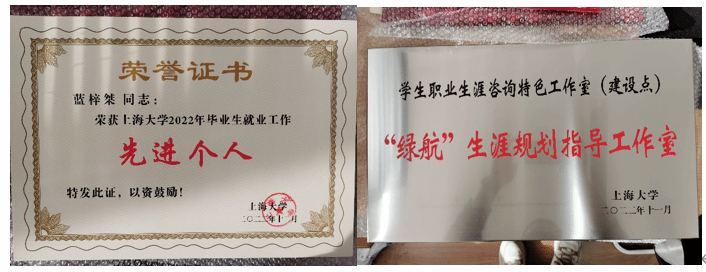 荣誉证书
蓝梓桀 同志：
荣获上海大学2022年毕业生就业工作
先进个人
特发此证，以资鼓励！
上海大学
二〇二二年十一月
学生职业生涯咨询特色工作室（建设点）
“绿航”生涯规划指导工作室
上海大学
二〇二二年十一月